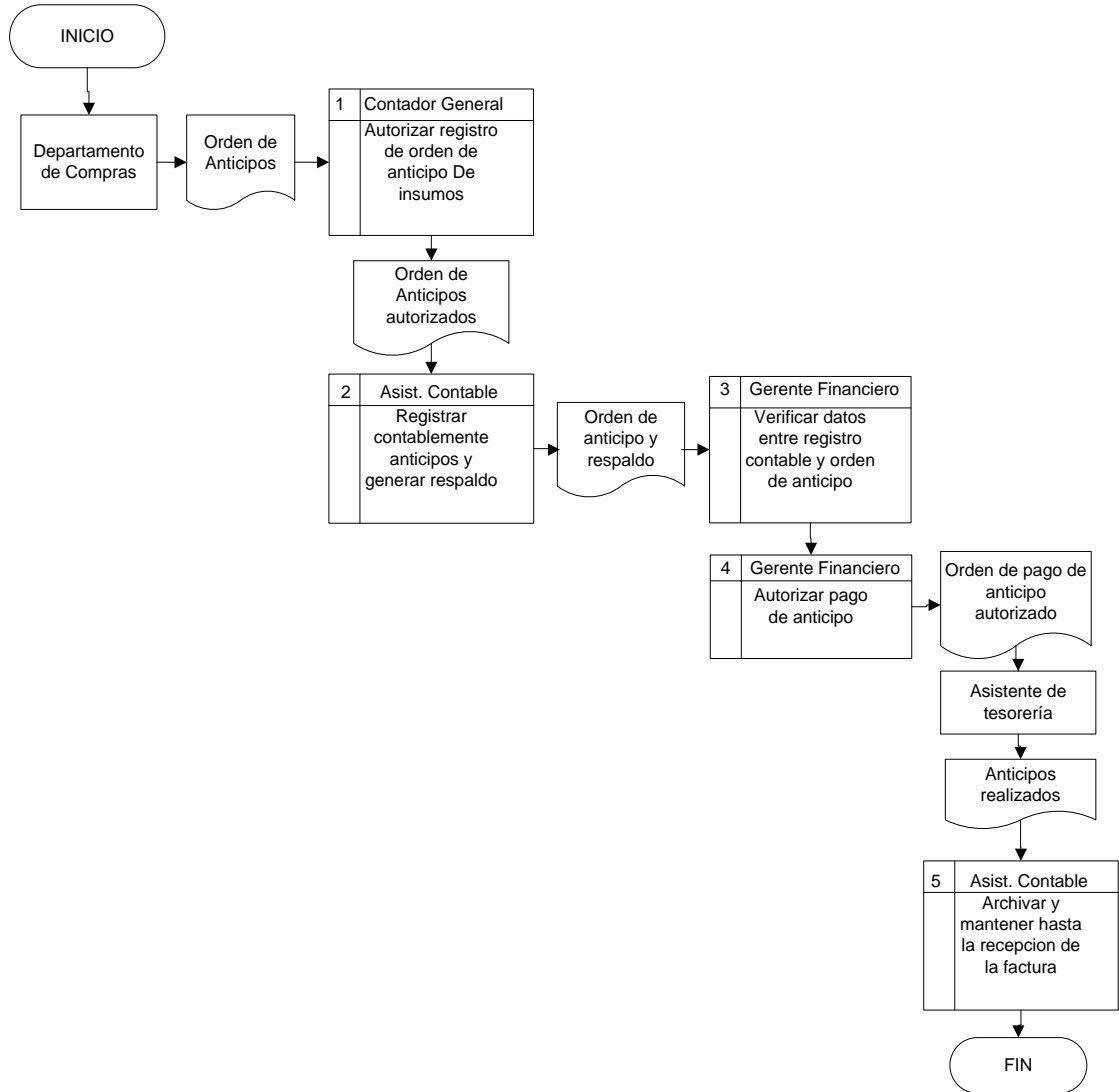 INICIO
Departamento
de Compras
Orden de
Anticipos
1 Contador General
Autorizar registro
de orden de
anticipo De
insumos
Orden de
Anticipos
autorizados
2 Asist. Contable
Registrar
contablemente
anticipos y
generar respaldo
Orden de
anticipo y
respaldo
3 Gerente Financiero
Verificar datos
entre registro
contable y orden
de anticipo
4 Gerente Financiero
Autorizar pago
de anticipo
Orden de pago de
anticipo
autorizado
Asistente de
tesorería
Anticipos
realizados
5 Asist. Contable
Archivar y
mantener hasta
la recepcion de
la factura
FIN